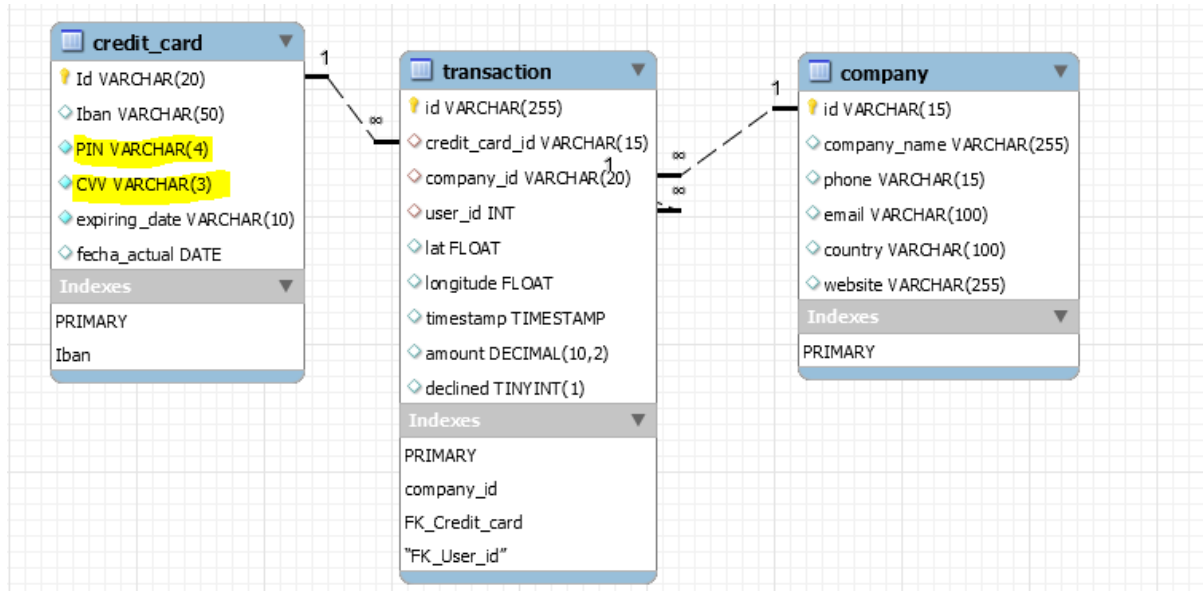 credit_card
Id VARCHAR(20)
Iban VARCHAR(50)
PIN VARCHAR(4)
CVV VARCHAR(3)
expiring_date VARCHAR(10)
fecha_actual DATE
Indexes
PRIMARY
Iban
1
∞
transaction
id VARCHAR(255)
credit_card_id VARCHAR(15)
company_id VARCHAR(20)
user_id INT
lat FLOAT
longitude FLOAT
timestamp TIMESTAMP
amount DECIMAL(10,2)
declined TINYINT(1)
Indexes
PRIMARY
company_id
FK_Credit_card
"FK_User_id"
1
∞
∞
1
company
id VARCHAR(15)
company_name VARCHAR(255)
phone VARCHAR(15)
email VARCHAR(100)
country VARCHAR(100)
website VARCHAR(255)
Indexes
PRIMARY